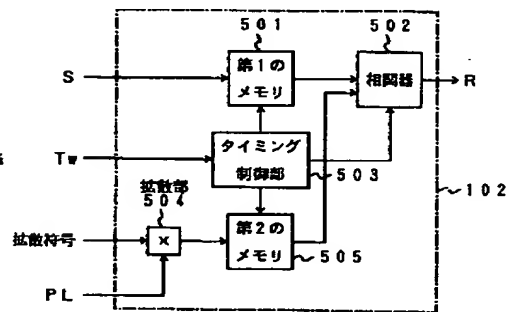 501
502
S
第1の
メモリ
相関器
R
Tw
タイミング
制御部
503
拡散部
504
102
拡散符号
×
第2の
メモリ
505
PL